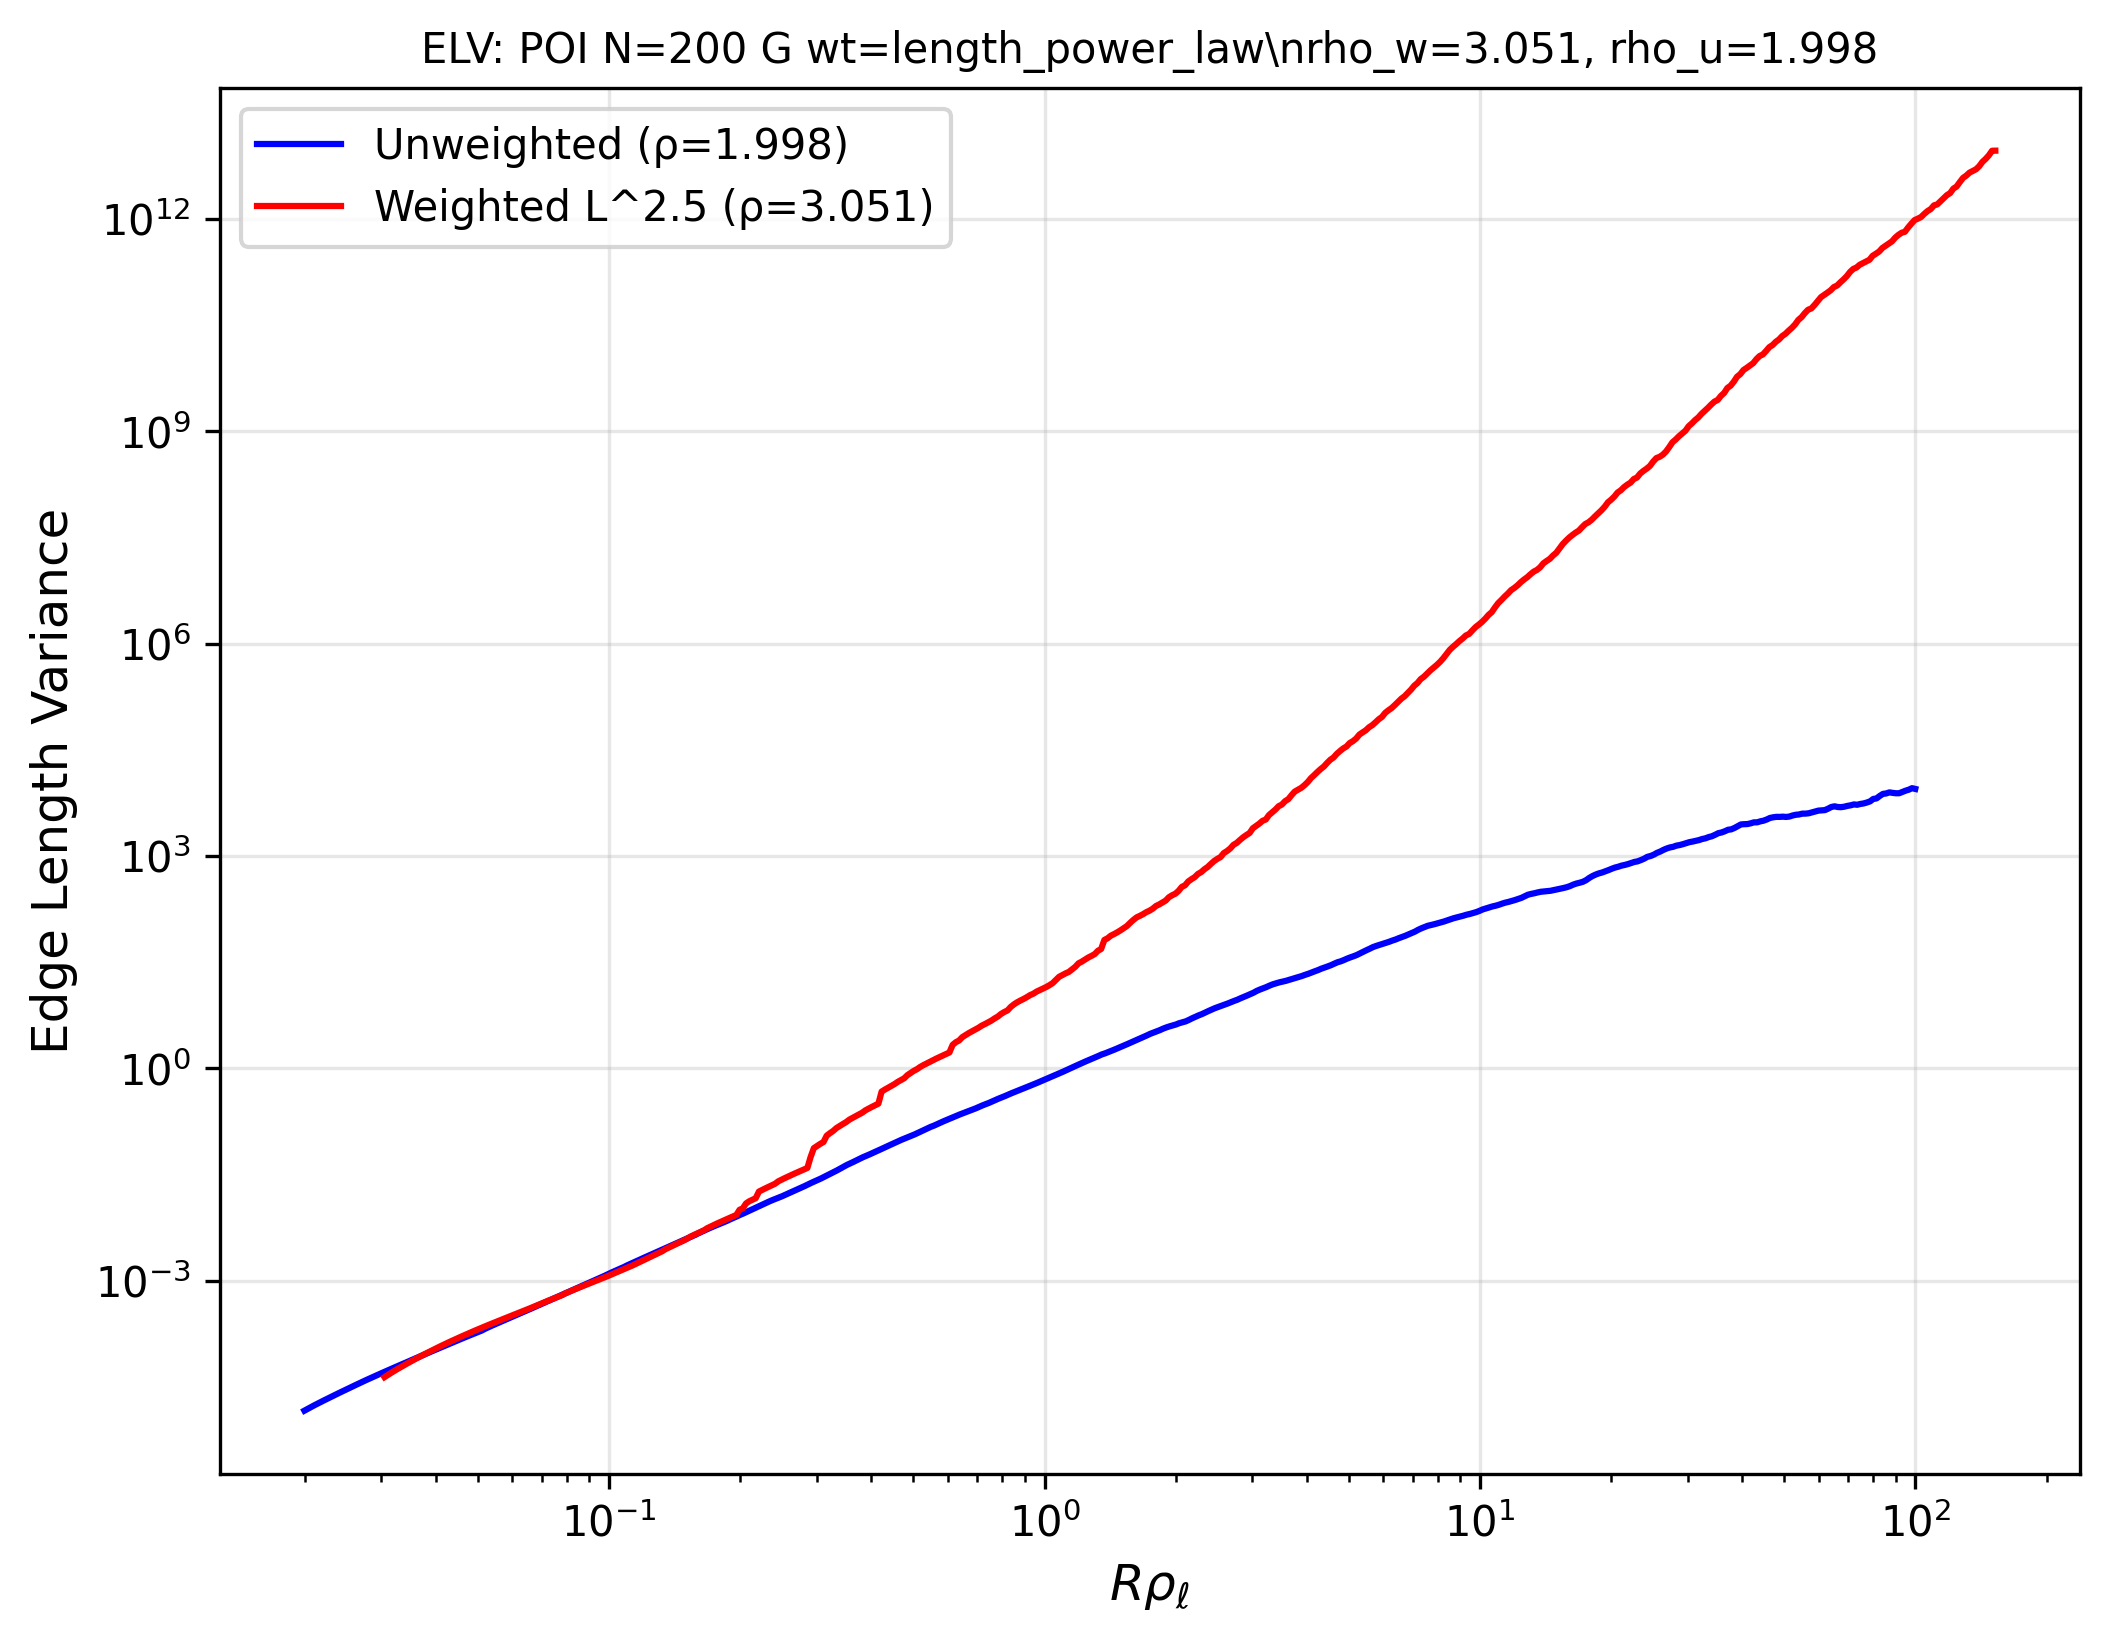 ELV: POI N=200 G wt=length_power_law\nrho_w=3.051, rho_u=1.998
Unweighted (ρ=1.998)
Weighted L^2.5 (ρ=3.051)
Edge Length Variance
10¹²
10⁹
10⁶
10³
10⁰
10⁻³
10⁻¹
10⁰
10¹
10²
Rρ_ℓ